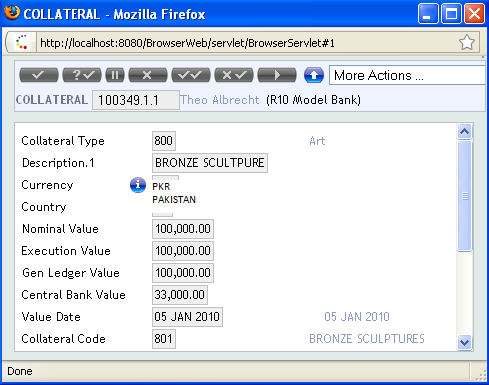 COLLATERAL - Mozilla Firefox
http://localhost:8080/BrowserWeb/servlet/BrowserServlet#1
More Actions ...
COLLATERAL 100349.1.1 Theo Albrecht (R10 Model Bank)
Collateral Type 800 Art
Description.1 BRONZE SCULTPURE
Currency PKR
Country PAKISTAN
Nominal Value 100,000.00
Execution Value 100,000.00
Gen Ledger Value 100,000.00
Central Bank Value 33,000.00
Value Date 05 JAN 2010 05 JAN 2010
Collateral Code 801 BRONZE SCULPTURES
Done